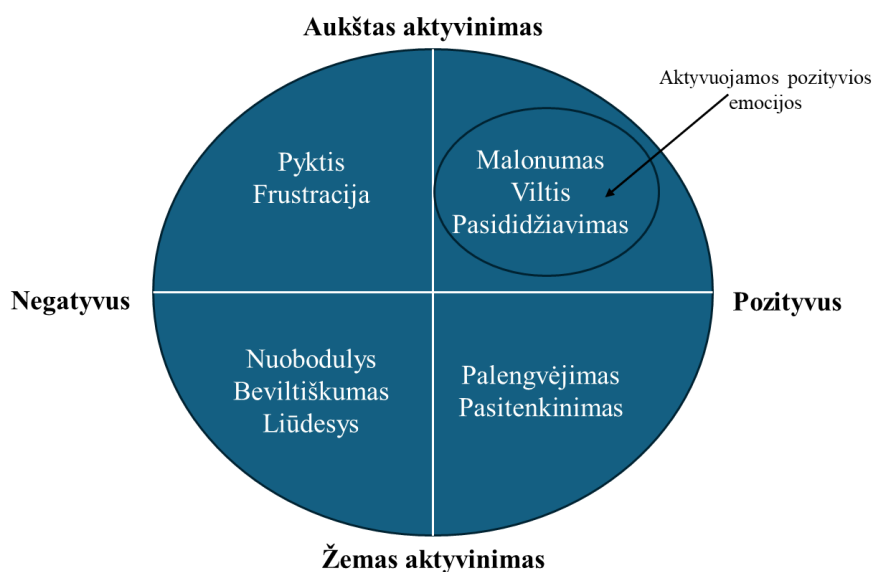 Aukštas aktyvinimas
Aktyvuojamos pozityvios
emocijos
Pyktis
Frustracija
Malonumas
Viltis
Pasididžiavimas
Negatyvus
Pozityvus
Nuobodulys
Beviltiškumas
Liūdesys
Palengvėjimas
Pasitenkinimas
Žemas aktyvinimas